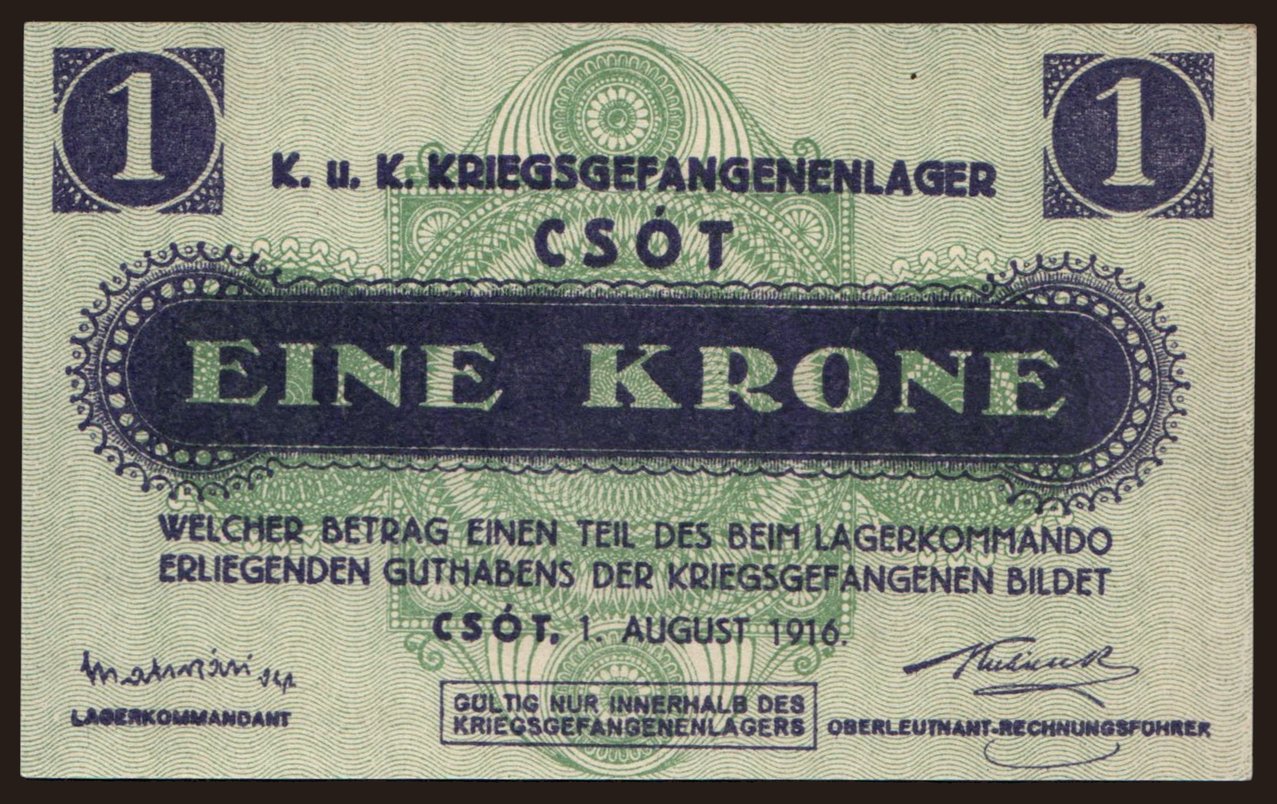 1 1
K. u. K. KRIEGSGEFANGENENLAGER
CSÓT
EINE KRONE
WELCHER BETRAG EINEN TEIL DES BEIM LAGERKOMMANDO
ERLIEGENDEN GUTHABENS DER KRIEGSGEFANGENEN BILDET
CSÓT, 1. AUGUST 1916.
LAGERKOMMANDANT
GÜLTIG NUR INNERHALB DES
KRIEGSGEFANGENENLAGERS
OBERLEUTNANT-RECHNUNGSFÜHRER